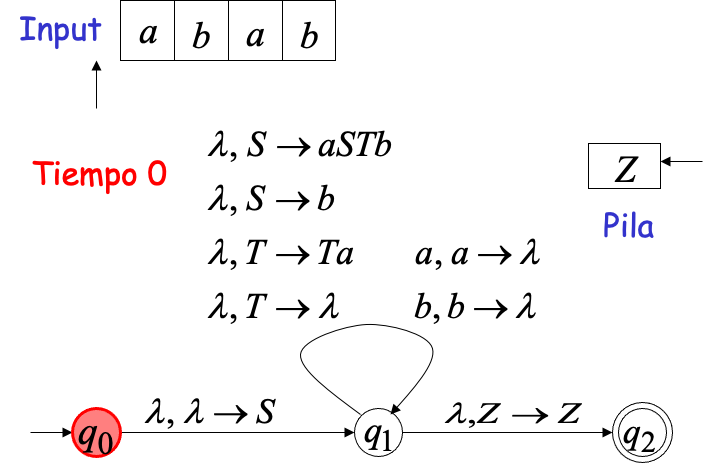 Input a b a b
λ, S → aSTb
Tiempo 0
Z
λ, S → b
Pila
λ, T → Ta a, a → λ
λ, T → λ b, b → λ
λ, λ → S λ,Z → Z
q0 q1 q2